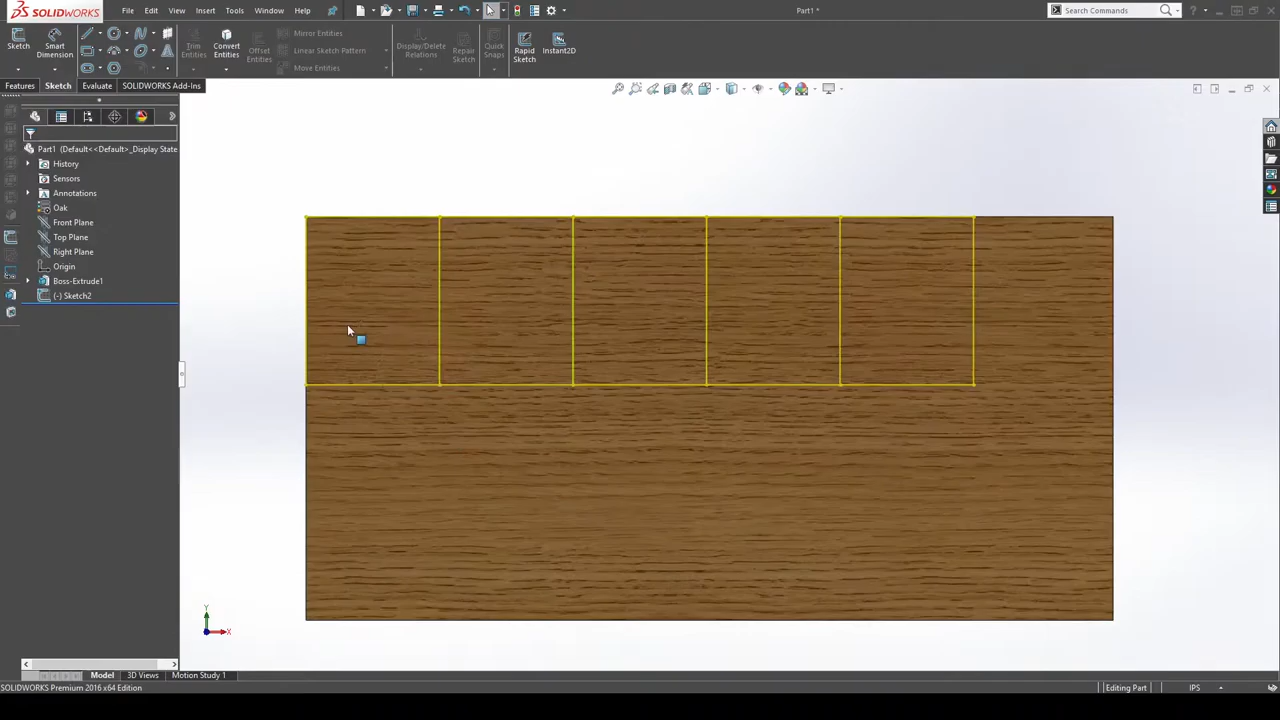 SOLIDWORKS File Edit View Insert Tools Window Help Part1 * Search Commands ?
Sketch Smart Dimension Trim Entities Convert Entities Offset Entities Mirror Entities Linear Sketch Pattern Move Entities Display/Delete Relations Repair Sketch Quick Snaps Rapid Sketch Instant2D
Features Sketch Evaluate SOLIDWORKS Add-Ins
Part1 (Default<<Default>_Display State
History
Sensors
Annotations
Oak
Front Plane
Top Plane
Right Plane
Origin
Boss-Extrude1
(-) Sketch2
Y
X
Model 3D Views Motion Study 1
SOLIDWORKS Premium 2016 x64 Edition Editing Part IPS